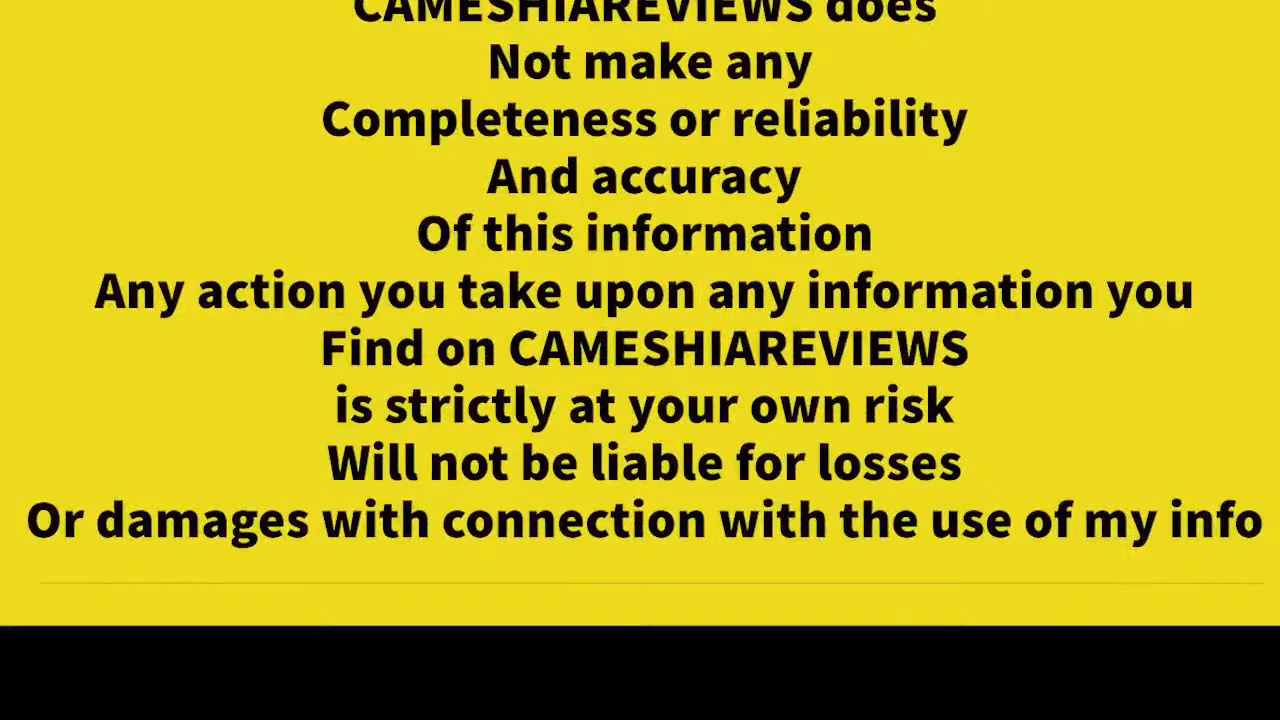 CAMESHIAREVIEWS does
Not make any
Completeness or reliability
And accuracy
Of this information
Any action you take upon any information you
Find on CAMESHIAREVIEWS
is strictly at your own risk
Will not be liable for losses
Or damages with connection with the use of my info